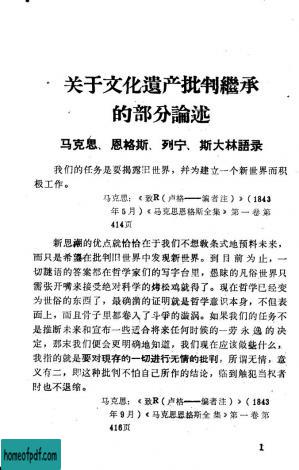 关于文化遺产批判繼承
的部分論述
马克思、恩格斯、列宁、斯大林語录
我们的任务是要揭露旧世界，并为建立一个新世界而积
极工作。
马克思：《致R（卢格——編者注）》（1843
年5月）《马克思恩格斯全集》第一卷第
414頁
新思潮的优点就恰恰在于我们不想教条式地预料未来，
而只是希望在批判旧世界中发现新世界。到目前为止，一
切謎语的答案都在哲学家们的写字台里，愚昧的凡俗世界只
需张开嘴来接受绝对科学的烤松鸡就得了。现在哲学已经变
为世俗的东西了，最确凿的证明就是哲学意识本身，不但表
面上，而且骨子里都卷入了斗爭的漩涡。如果我们的任务不
是推断未来和宣布一些适合将来任何时候的一劳永逸的决
定，那末我们便会更明确地知道，我们现在应该做些什么，
我指的就是要对現存的一切进行无情的批判，所谓无情，意
义有二，即这种批判不怕自己所作的结论，临到触犯当权者
时也不退缩。
马克思：《致R（卢格——編者注）》（1843
年9月）《马克思恩格斯全集》第一卷第
416頁
1
homeofpdf.com